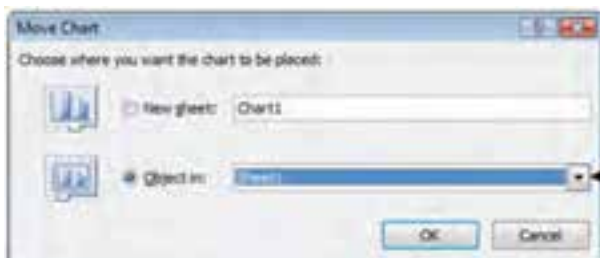 Move Chart
Choose where you want the chart to be placed:
New sheet: Chart1
Object in: Sheet1
OK Cancel